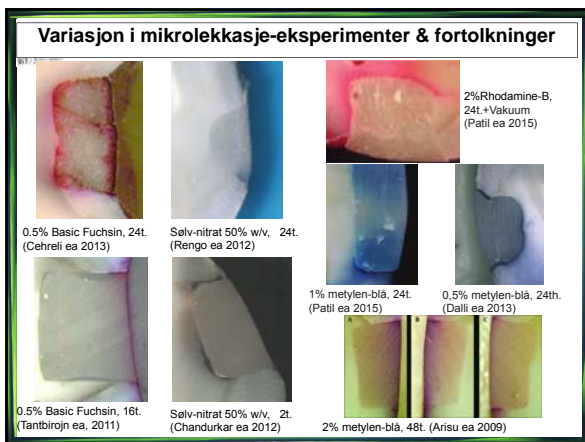 Variasjon i mikrolekkasje-eksperimenter & fortolkninger
0.5% Basic Fuchsin, 24t.
(Cehreli ea 2013)
Sølv-nitrat 50% w/v, 24t.
(Rengo ea 2012)
2%Rhodamine-B,
24t.+Vakuum
(Patil ea 2015)
1% metylen-blå, 24t.
(Patil ea 2015)
0,5% metylen-blå, 24th.
(Dalli ea 2013)
0.5% Basic Fuchsin, 16t.
(Tantbirojn ea, 2011)
Sølv-nitrat 50% w/v, 2t.
(Chandurkar ea 2012)
A
B
C
2% metylen-blå, 48t. (Arisu ea 2009)